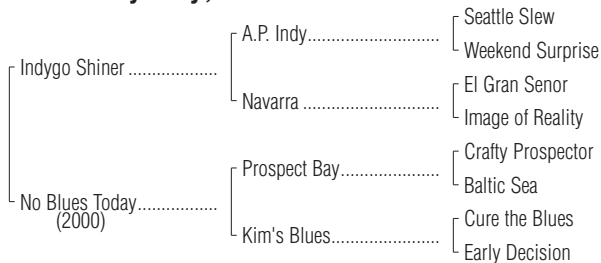 Seattle Slew
A.P. Indy..............................
Weekend Surprise
Indygo Shiner ....................
El Gran Senor
Navarra ..............................
Image of Reality
Crafty Prospector
Prospect Bay......................
Baltic Sea
No Blues Today..................
(2000)
Cure the Blues
Kim's Blues........................
Early Decision